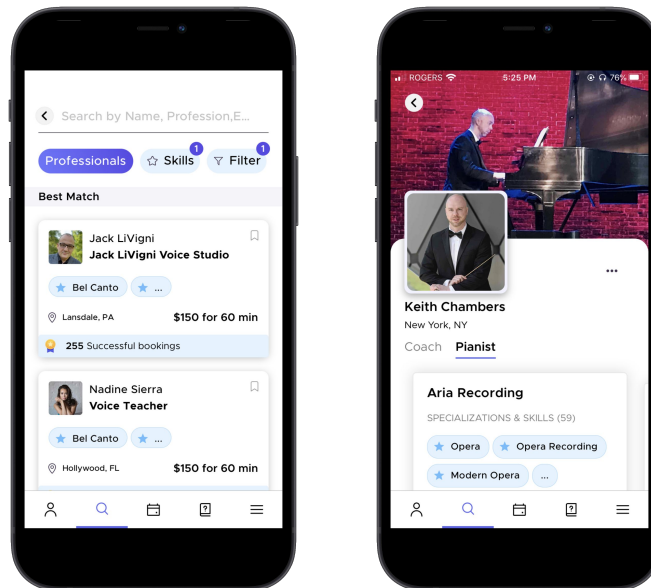 Search by Name, Profession,E...
Professionals
Skills
1
Filter
1
Best Match
Jack LiVigni
Jack LiVigni Voice Studio
Bel Canto
...
Lansdale, PA
$150 for 60 min
255 Successful bookings
Nadine Sierra
Voice Teacher
Bel Canto
...
Hollywood, FL
$150 for 60 min
ROGERS
5:25 PM
76%
Keith Chambers
New York, NY
Coach
Pianist
Aria Recording
SPECIALIZATIONS & SKILLS (59)
Opera
Opera Recording
Modern Opera
...